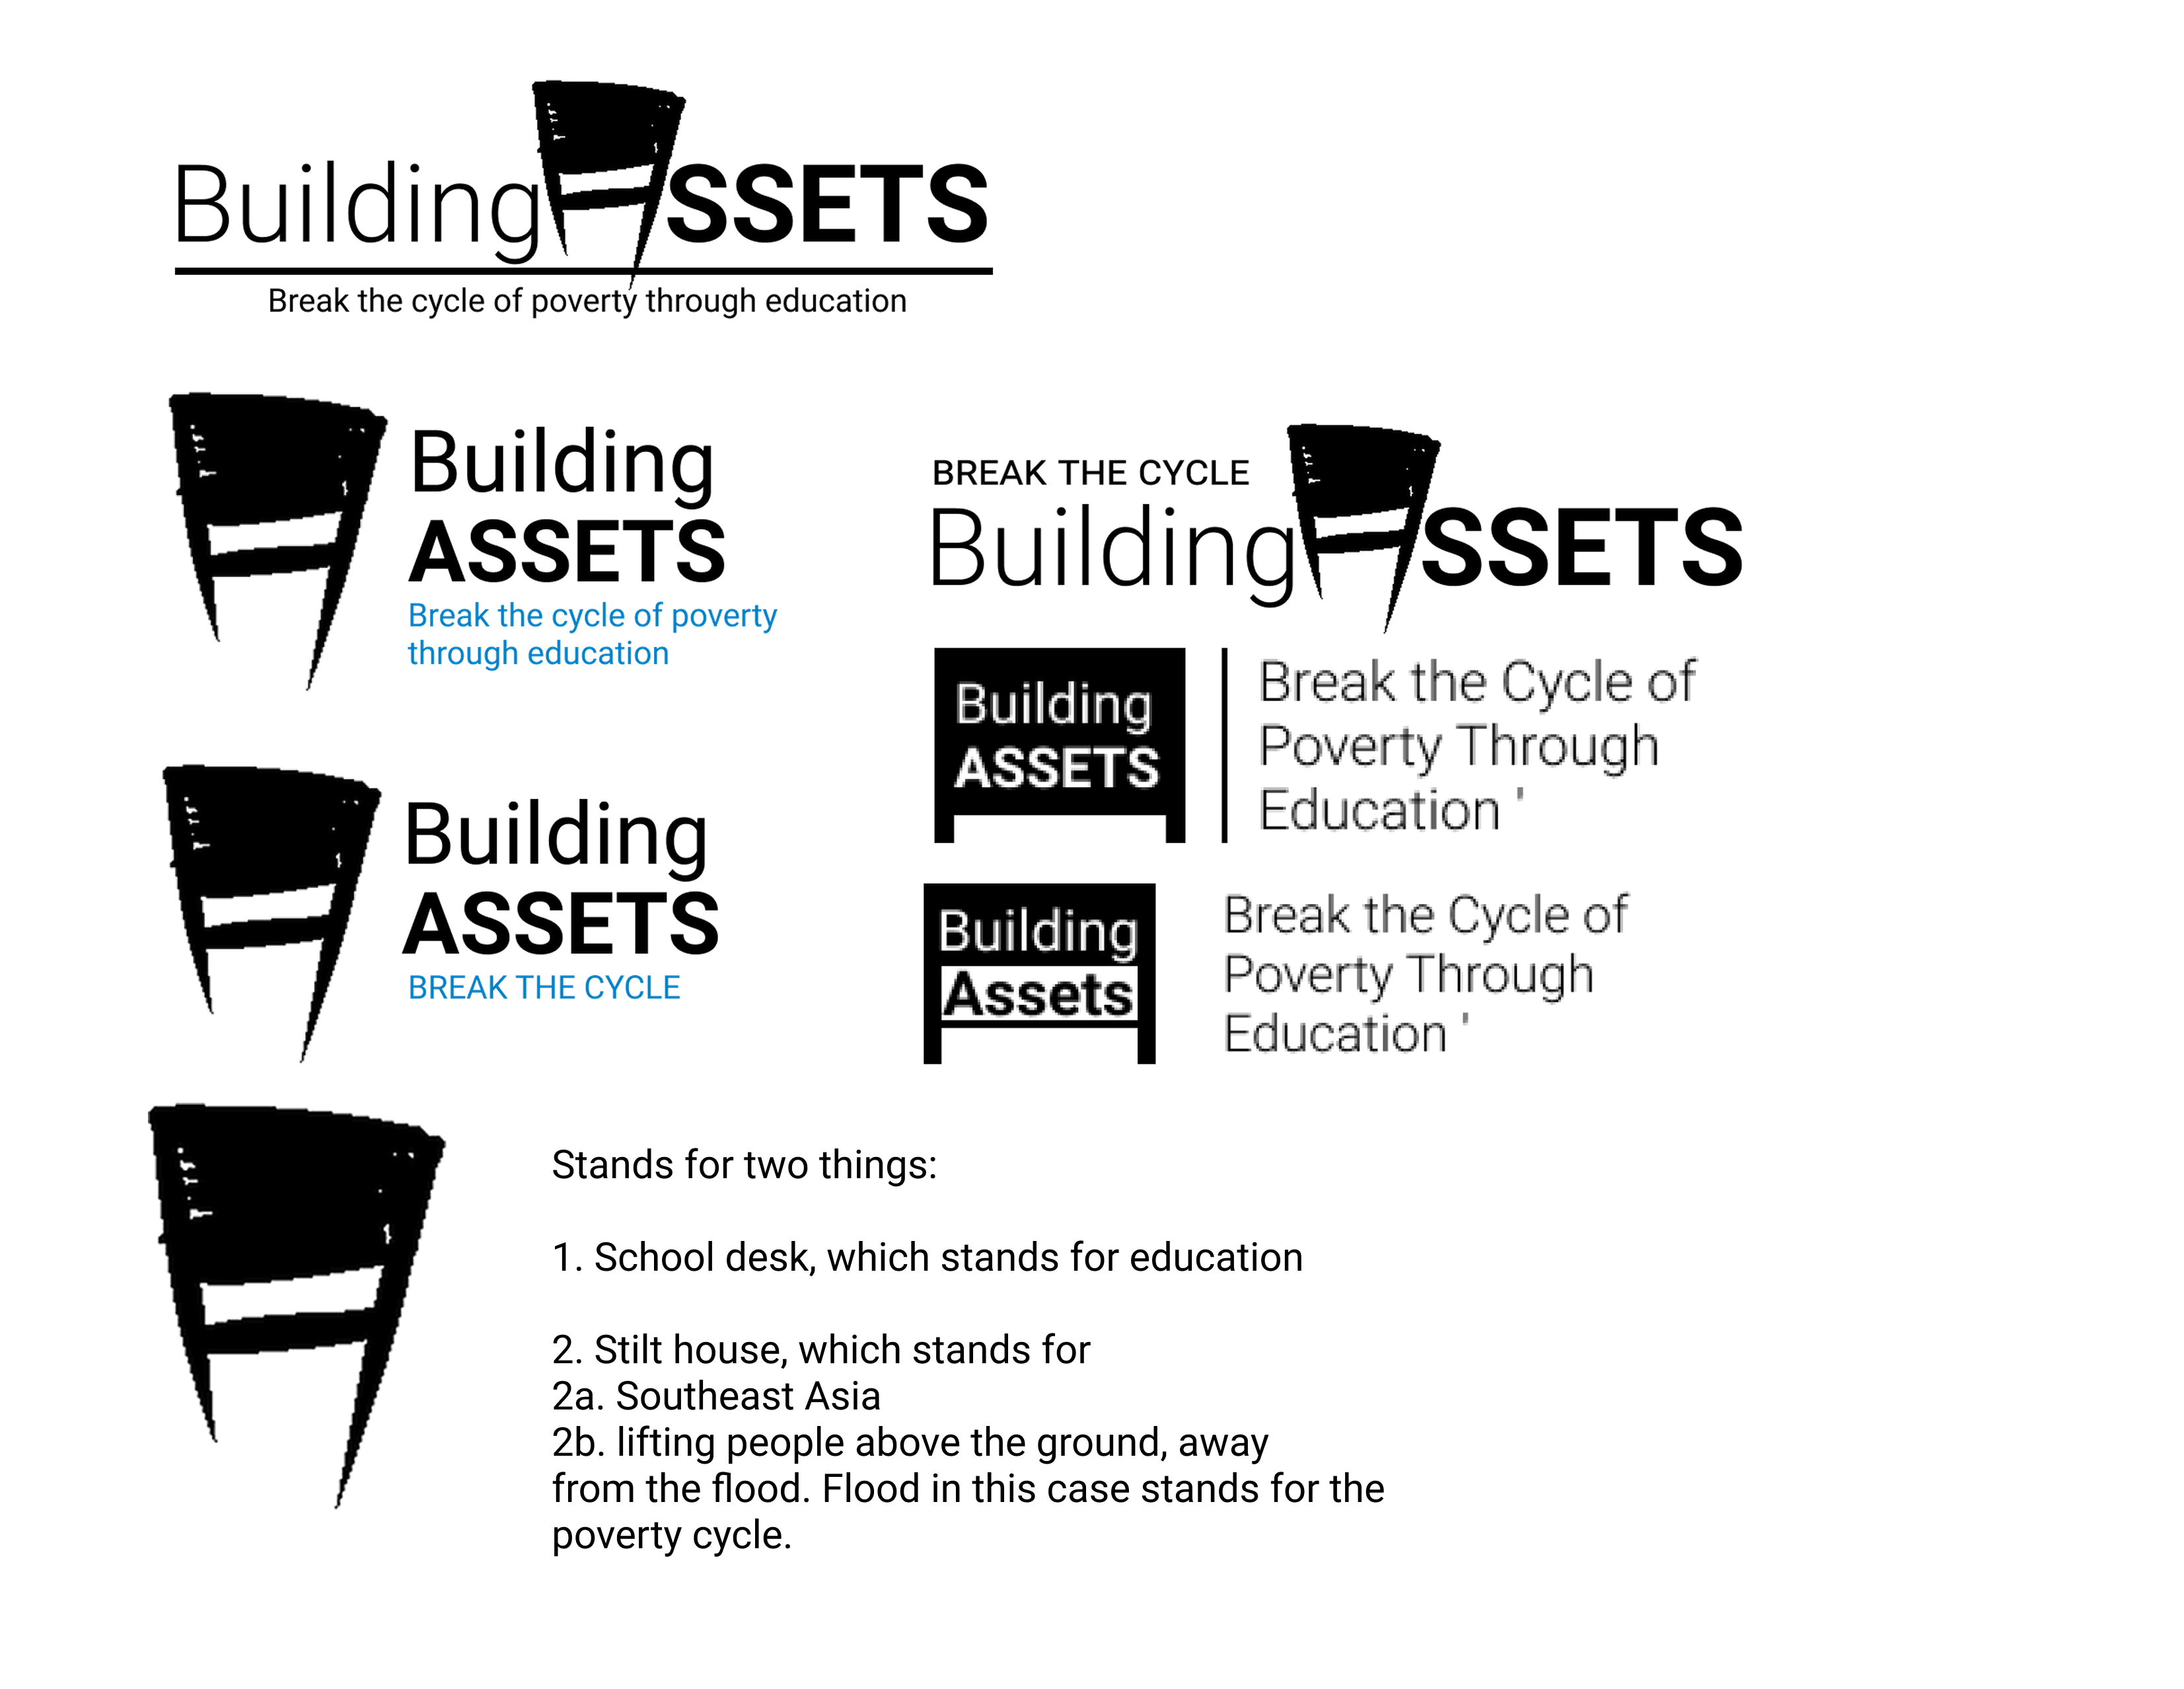 BuildingASSETS
Break the cycle of poverty through education
Building
ASSETS
Break the cycle of poverty
through education
BREAK THE CYCLE
BuildingASSETS
Building
ASSETS
Break the Cycle of
Poverty Through
Education '
Building
ASSETS
BREAK THE CYCLE
Building
Assets
Break the Cycle of
Poverty Through
Education '
Stands for two things:
1. School desk, which stands for education
2. Stilt house, which stands for
2a. Southeast Asia
2b. lifting people above the ground, away
from the flood. Flood in this case stands for the
poverty cycle.